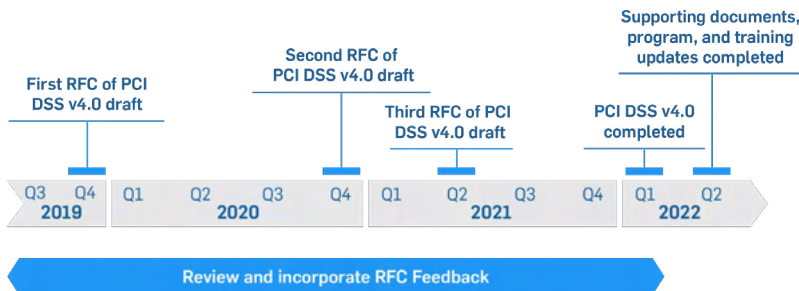 Supporting documents,
program, and training
updates completed
Second RFC of
PCI DSS v4.0 draft
First RFC of PCI
DSS v4.0 draft
Third RFC of PCI
DSS v4.0 draft
PCI DSS v4.0
completed
Q3 Q4 Q1 Q2 Q3 Q4 Q1 Q2 Q3 Q4 Q1 Q2
2019 2020 2021 2022
Review and incorporate RFC Feedback